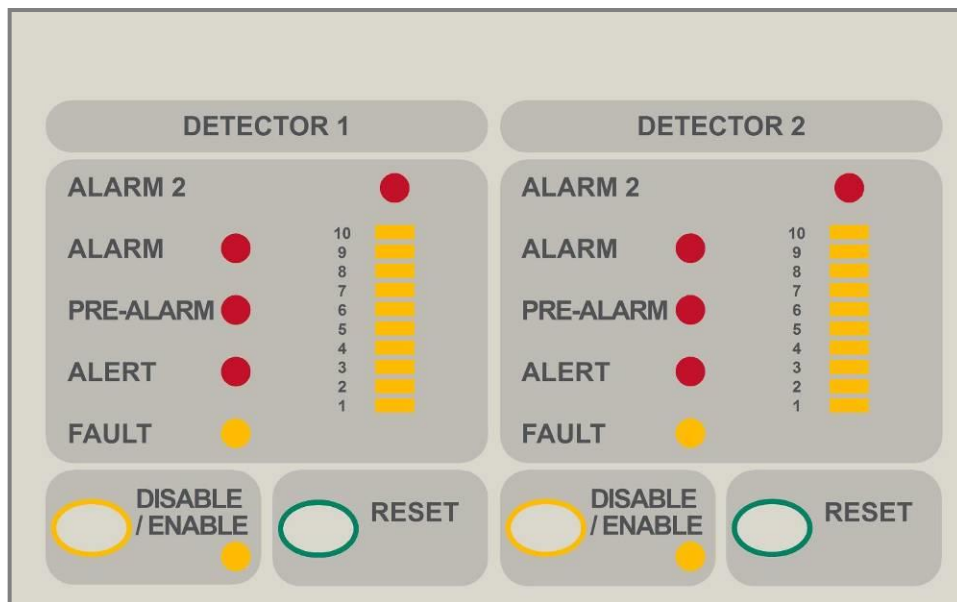 DETECTOR 1
ALARM 2
10
ALARM
9
8
7
PRE-ALARM
6
5
4
ALERT
3
2
1
FAULT
DISABLE
/ ENABLE
RESET
DETECTOR 2
ALARM 2
10
ALARM
9
8
7
PRE-ALARM
6
5
4
ALERT
3
2
1
FAULT
DISABLE
/ ENABLE
RESET